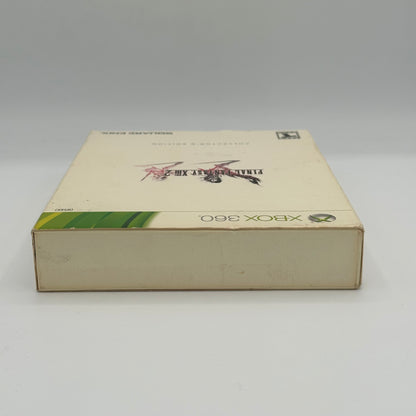 XBOX 360.
FINAL FANTASY XIII-2
COLLECTOR'S EDITION
SQUARE ENIX.